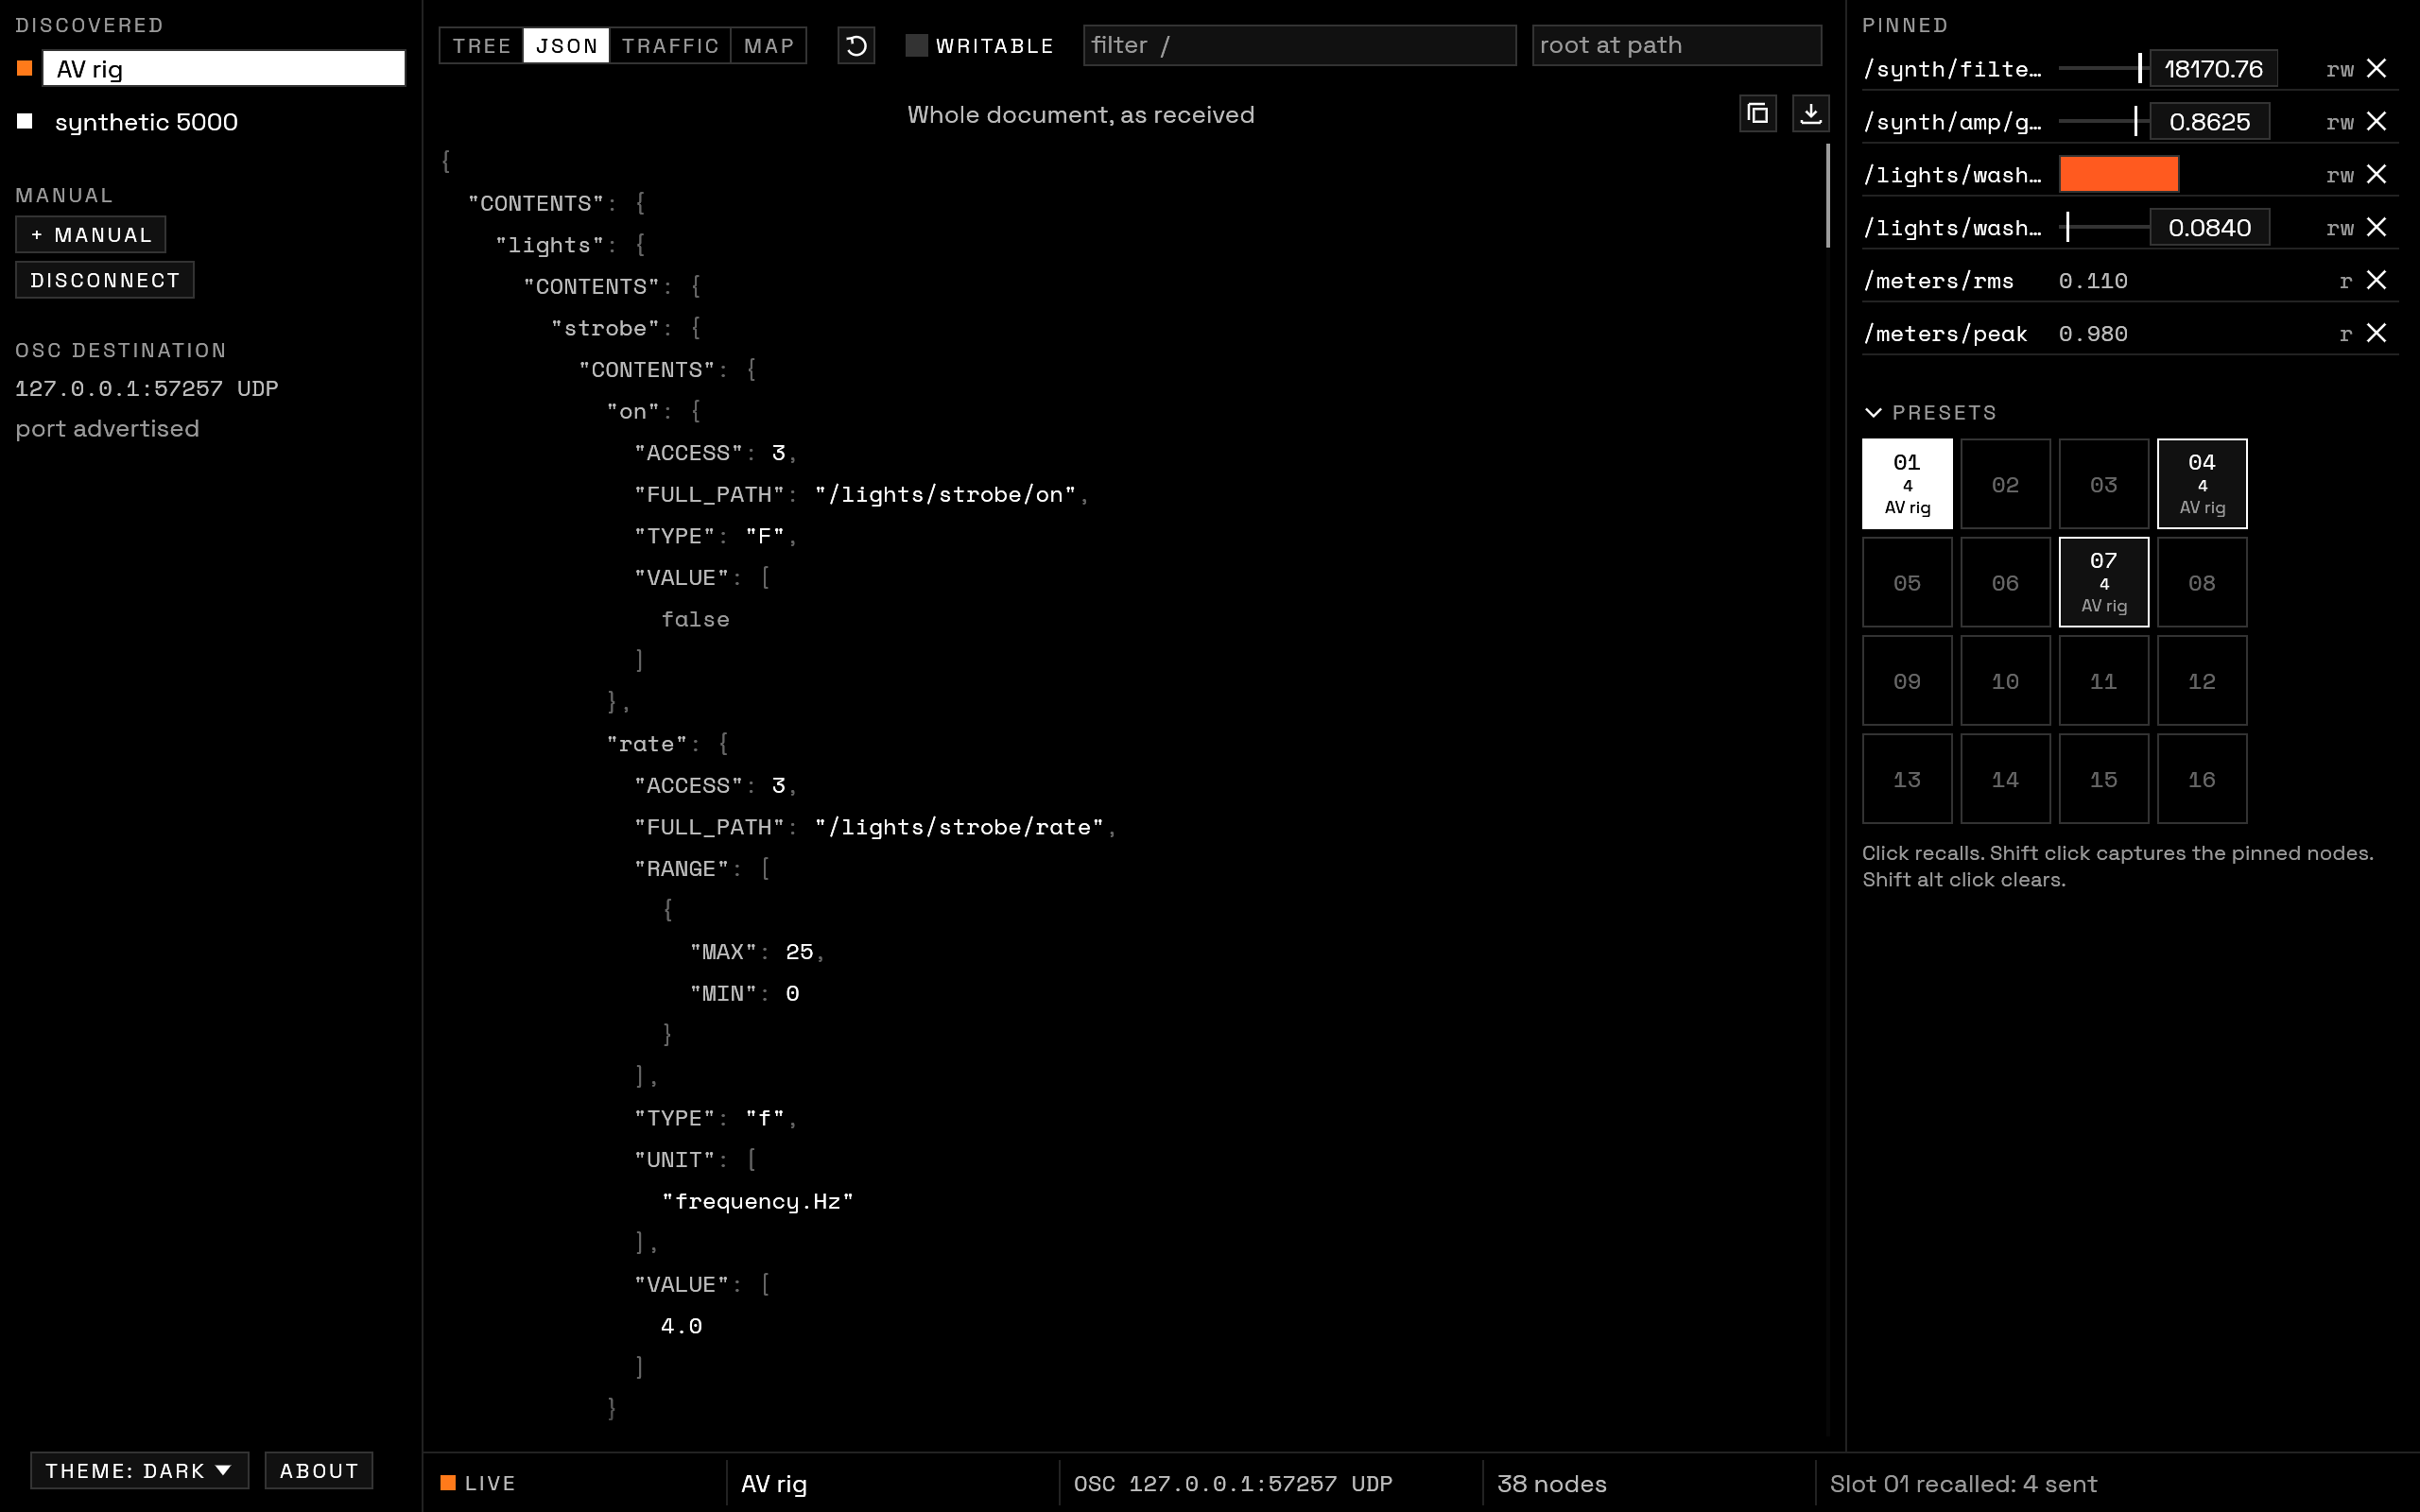 DISCOVERED
AV rig
synthetic 5000
MANUAL
+ MANUAL
DISCONNECT
OSC DESTINATION
127.0.0.1:57257 UDP
port advertised
THEME: DARK
ABOUT
TREE JSON TRAFFIC MAP
WRITABLE
filter /
root at path
Whole document, as received
{
"CONTENTS": {
"lights": {
"CONTENTS": {
"strobe": {
"CONTENTS": {
"on": {
"ACCESS": 3,
"FULL_PATH": "/lights/strobe/on",
"TYPE": "F",
"VALUE": [
false
]
},
"rate": {
"ACCESS": 3,
"FULL_PATH": "/lights/strobe/rate",
"RANGE": [
{
"MAX": 25,
"MIN": 0
}
],
"TYPE": "f",
"UNIT": [
"frequency.Hz"
],
"VALUE": [
4.0
]
}
PINNED
/synth/filte… 18170.76 rw
/synth/amp/g… 0.8625 rw
/lights/wash… rw
/lights/wash… 0.0840 rw
/meters/rms 0.110 r
/meters/peak 0.980 r
PRESETS
01
4
AV rig
02
03
04
4
AV rig
05
06
07
4
AV rig
08
09
10
11
12
13
14
15
16
Click recalls. Shift click captures the pinned nodes.
Shift alt click clears.
LIVE
AV rig
OSC 127.0.0.1:57257 UDP
38 nodes
Slot 01 recalled: 4 sent